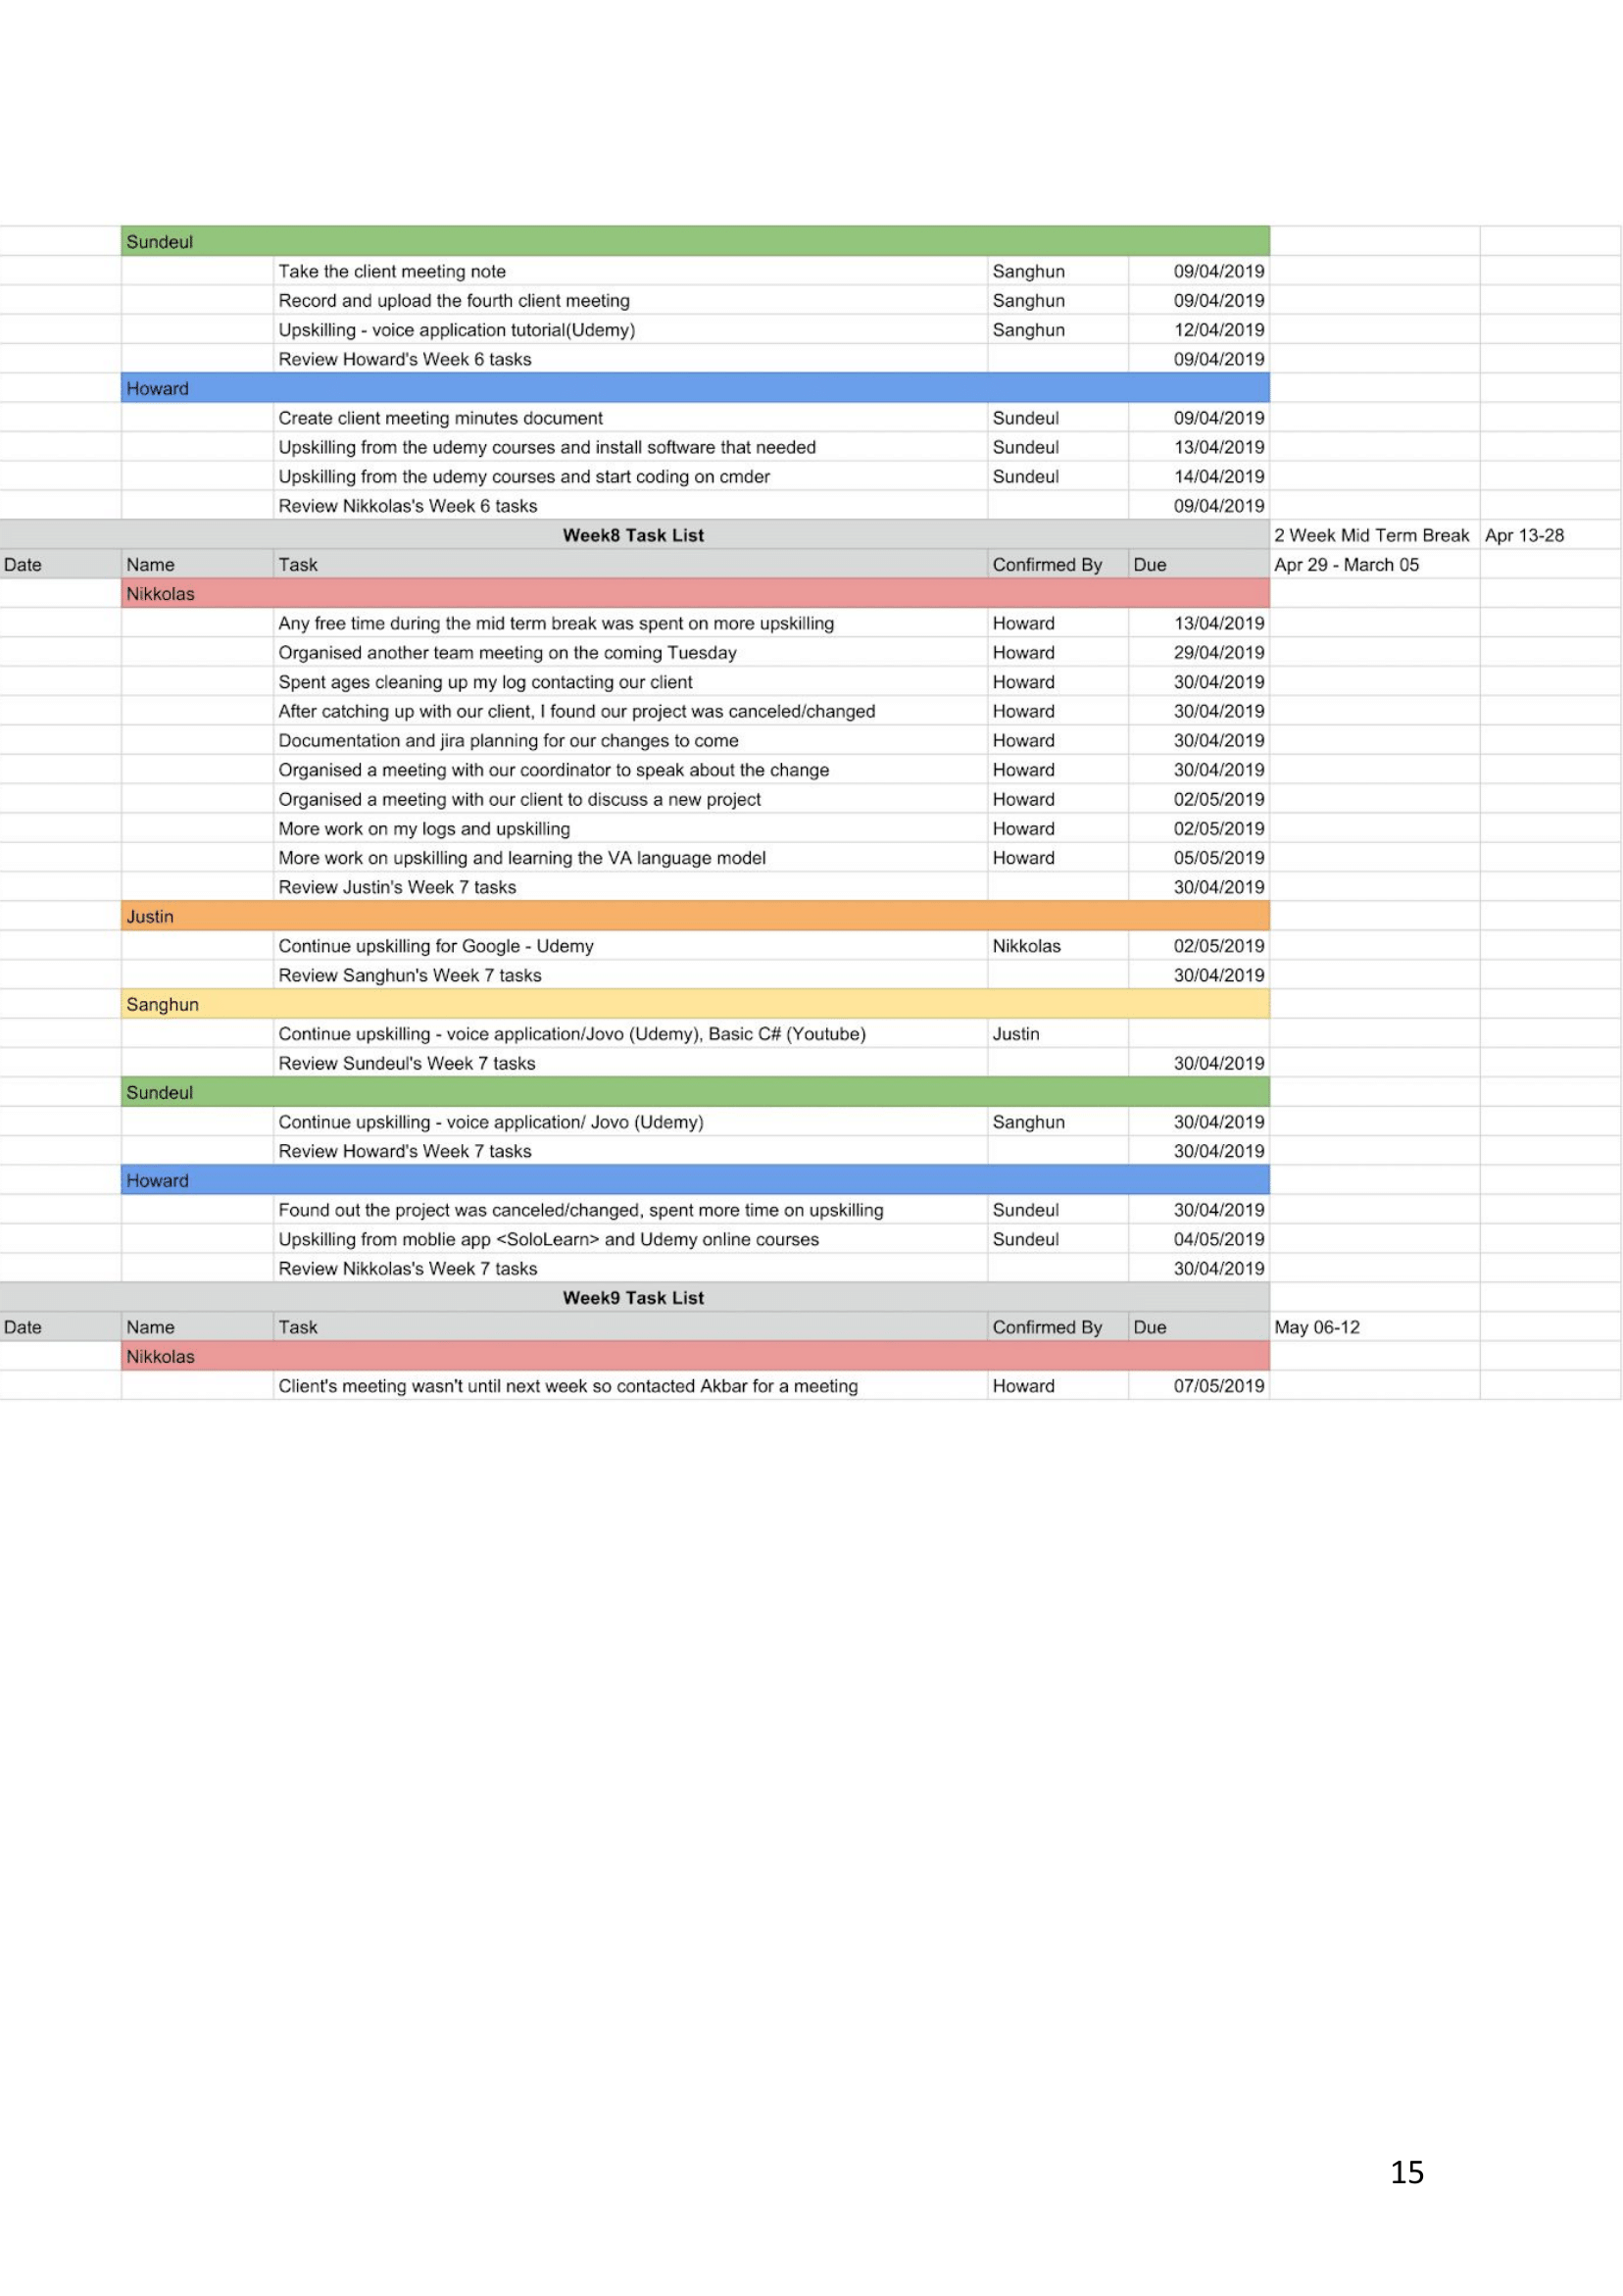 Sundeul
Take the client meeting note Sanghun 09/04/2019
Record and upload the fourth client meeting Sanghun 09/04/2019
Upskilling - voice application tutorial(Udemy) Sanghun 12/04/2019
Review Howard's Week 6 tasks 09/04/2019
Howard
Create client meeting minutes document Sundeul 09/04/2019
Upskilling from the udemy courses and install software that needed Sundeul 13/04/2019
Upskilling from the udemy courses and start coding on cmder Sundeul 14/04/2019
Review Nikkolas's Week 6 tasks 09/04/2019
Week8 Task List 2 Week Mid Term Break Apr 13-28
Date Name Task Confirmed By Due Apr 29 - March 05
Nikkolas
Any free time during the mid term break was spent on more upskilling Howard 13/04/2019
Organised another team meeting on the coming Tuesday Howard 29/04/2019
Spent ages cleaning up my log contacting our client Howard 30/04/2019
After catching up with our client, I found our project was canceled/changed Howard 30/04/2019
Documentation and jira planning for our changes to come Howard 30/04/2019
Organised a meeting with our coordinator to speak about the change Howard 30/04/2019
Organised a meeting with our client to discuss a new project Howard 02/05/2019
More work on my logs and upskilling Howard 02/05/2019
More work on upskilling and learning the VA language model Howard 05/05/2019
Review Justin's Week 7 tasks 30/04/2019
Justin
Continue upskilling for Google - Udemy Nikkolas 02/05/2019
Review Sanghun's Week 7 tasks 30/04/2019
Sanghun
Continue upskilling - voice application/Jovo (Udemy), Basic C# (Youtube) Justin
Review Sundeul's Week 7 tasks 30/04/2019
Sundeul
Continue upskilling - voice application/ Jovo (Udemy) Sanghun 30/04/2019
Review Howard's Week 7 tasks 30/04/2019
Howard
Found out the project was canceled/changed, spent more time on upskilling Sundeul 30/04/2019
Upskilling from moblie app <SoloLearn> and Udemy online courses Sundeul 04/05/2019
Review Nikkolas's Week 7 tasks 30/04/2019
Week9 Task List
Date Name Task Confirmed By Due May 06-12
Nikkolas
Client's meeting wasn't until next week so contacted Akbar for a meeting Howard 07/05/2019
15